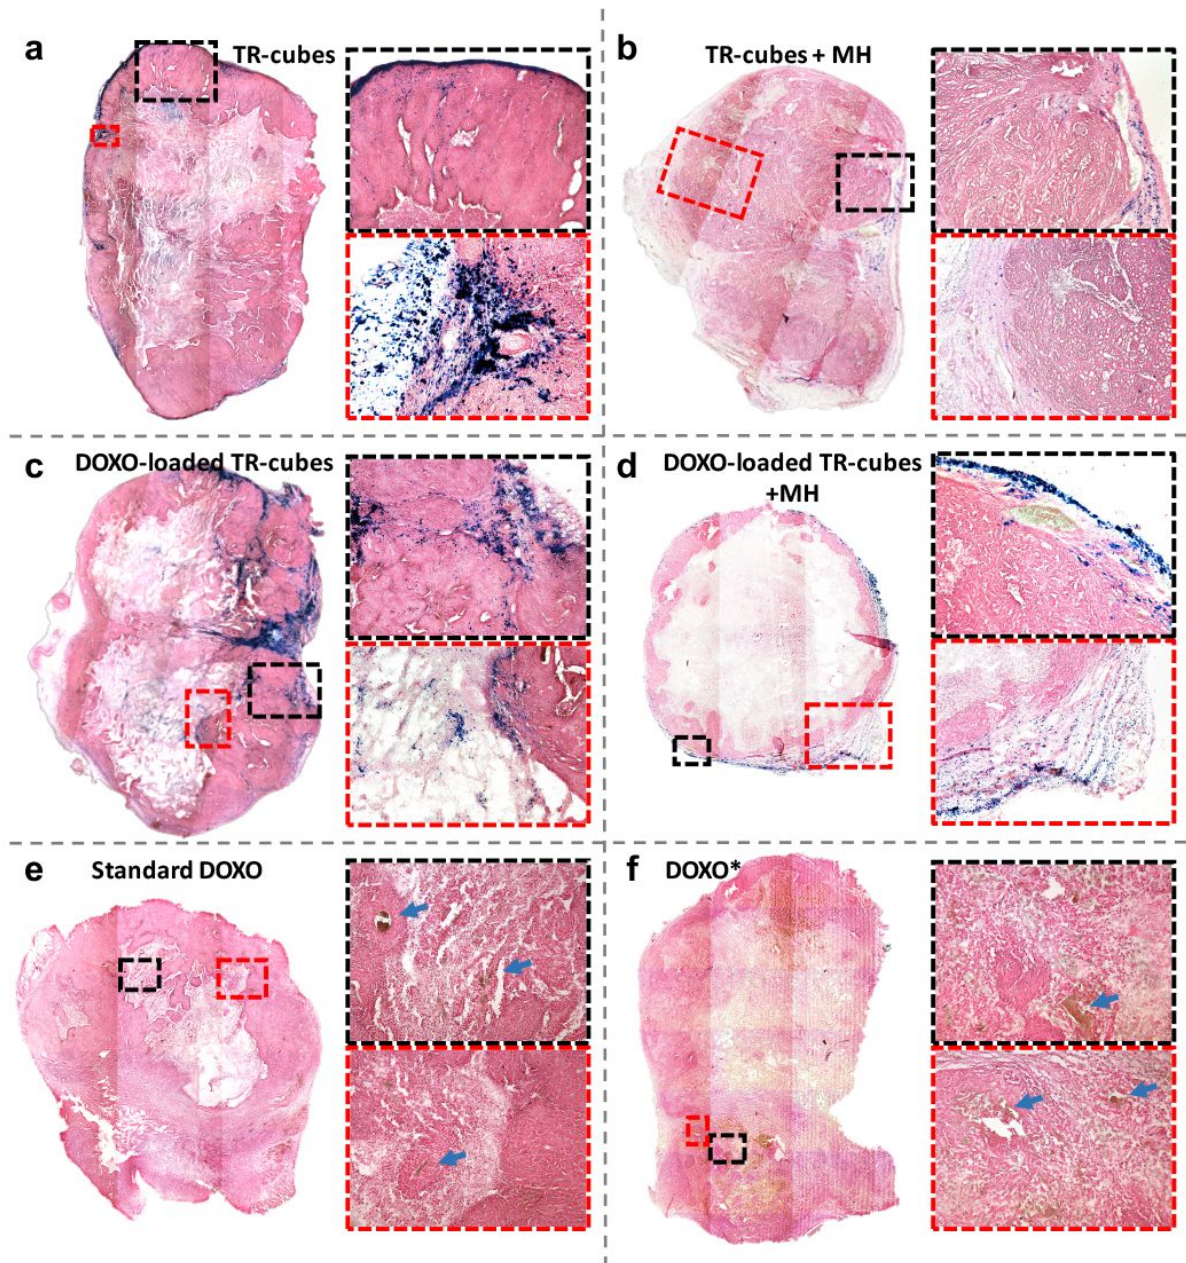 a
TR-cubes
b
TR-cubes + MH
c
DOXO-loaded TR-cubes
d
DOXO-loaded TR-cubes
+MH
e
Standard DOXO
f
DOXO*